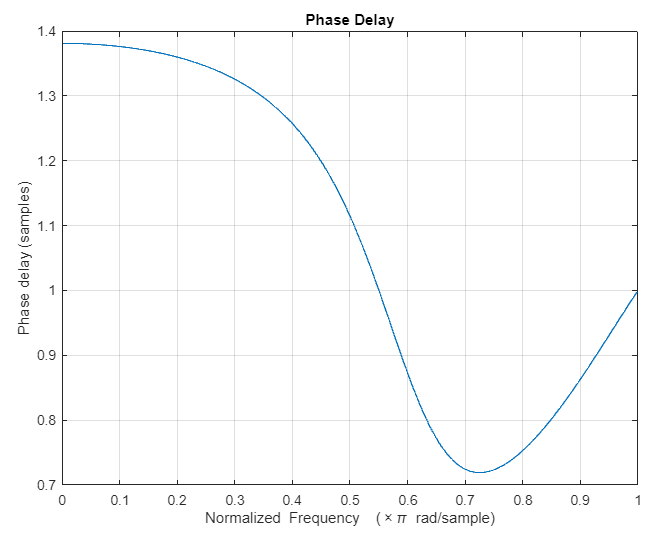 Phase Delay
Phase delay (samples)
1.4
1.3
1.2
1.1
1
0.9
0.8
0.7
0 0.1 0.2 0.3 0.4 0.5 0.6 0.7 0.8 0.9 1
Normalized Frequency (×π rad/sample)